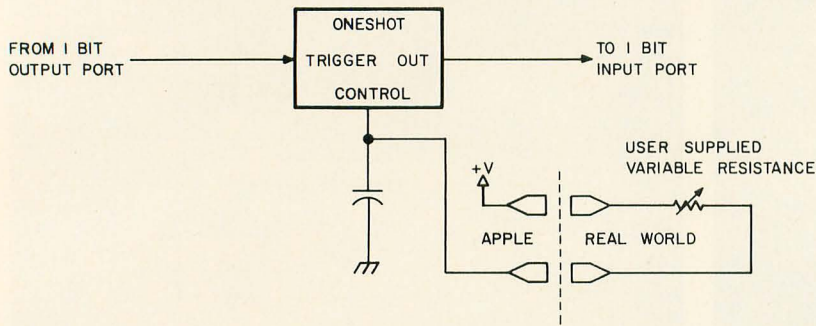 ONESHOT
FROM 1 BIT
OUTPUT PORT
TRIGGER OUT
TO 1 BIT
INPUT PORT
CONTROL
USER SUPPLIED
VARIABLE RESISTANCE
+V
APPLE
REAL WORLD